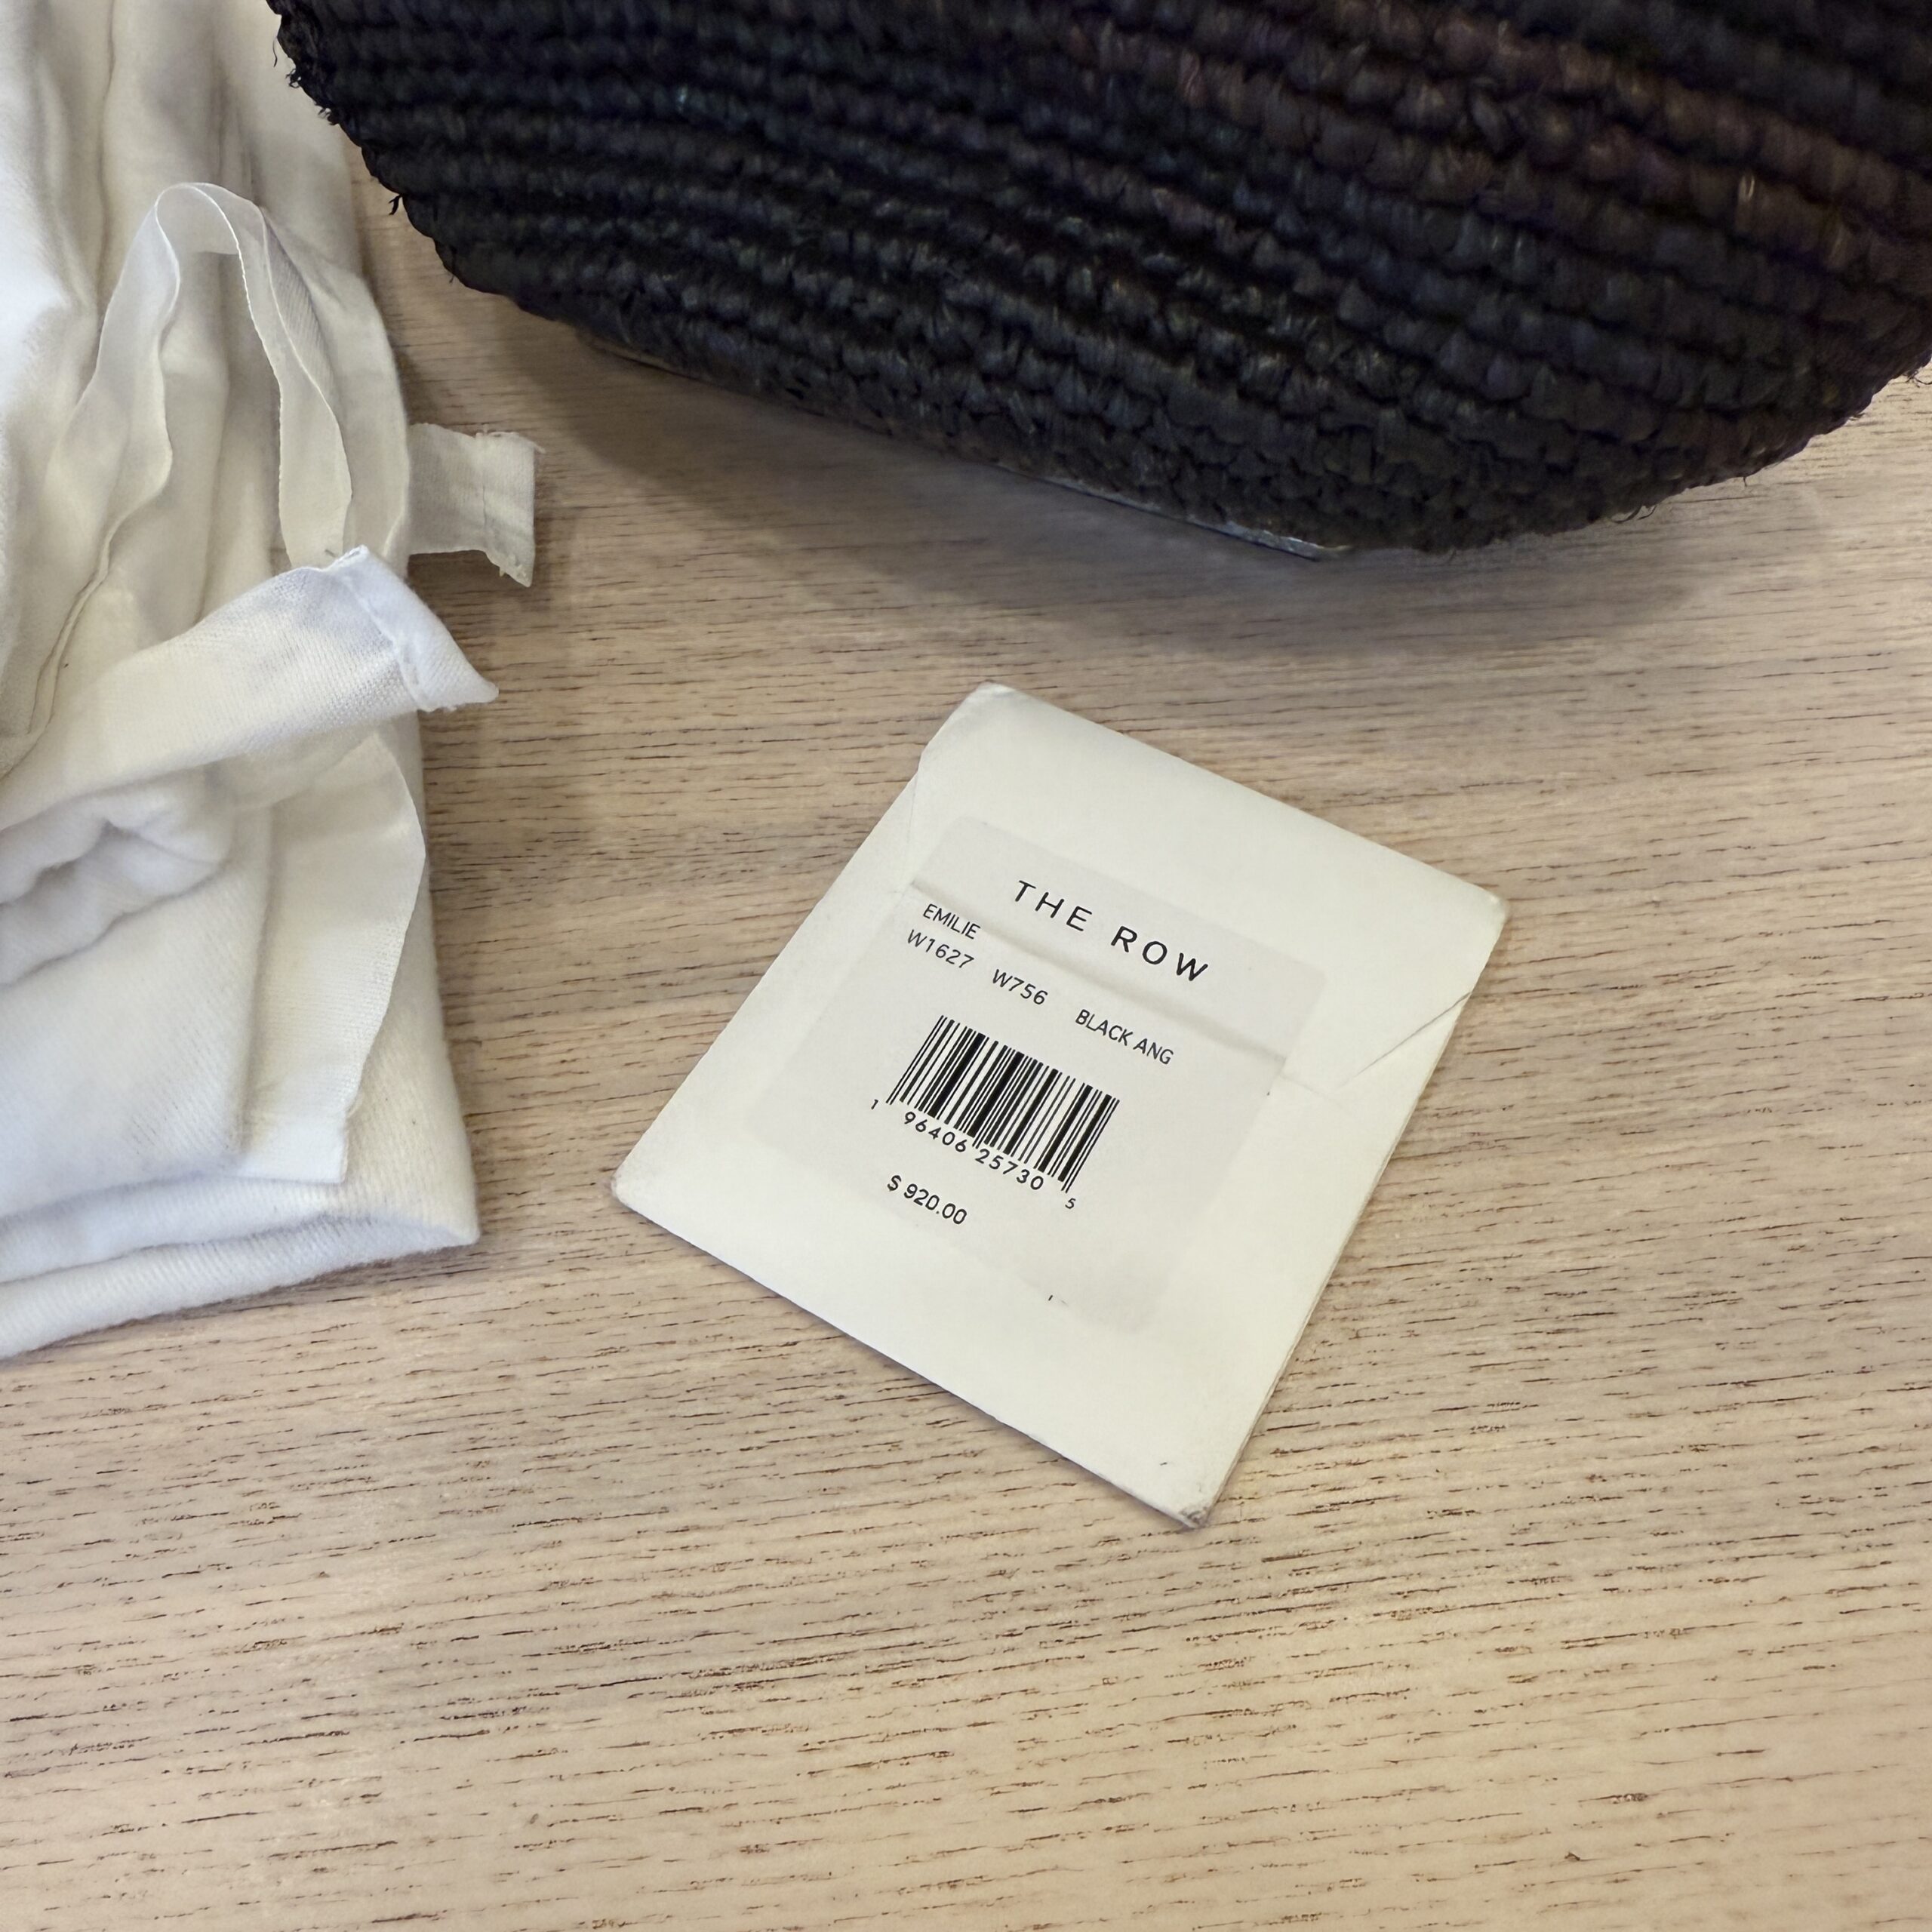 THE ROW
EMILIE
W1627 W756 BLACK ANG
1 96406 25730 5
$ 920.00